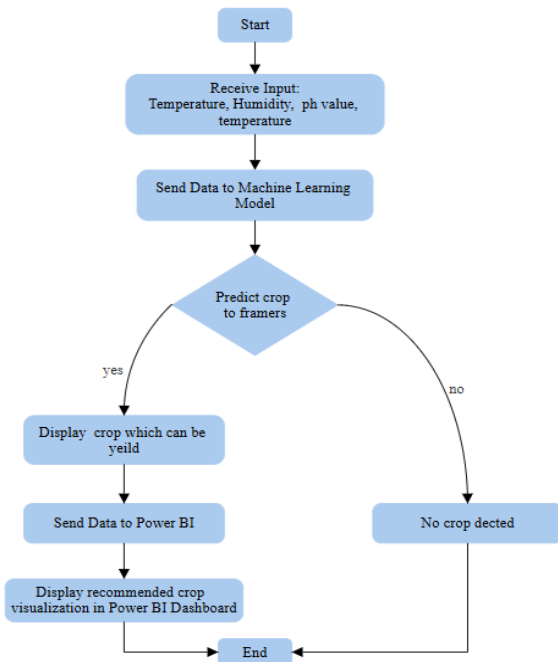 Start
Receive Input:
Temperature, Humidity, ph value,
temperature
Send Data to Machine Learning
Model
Predict crop
to framers
yes
no
Display crop which can be
yeild
Send Data to Power BI
No crop dected
Display recommended crop
visualization in Power BI Dashboard
End